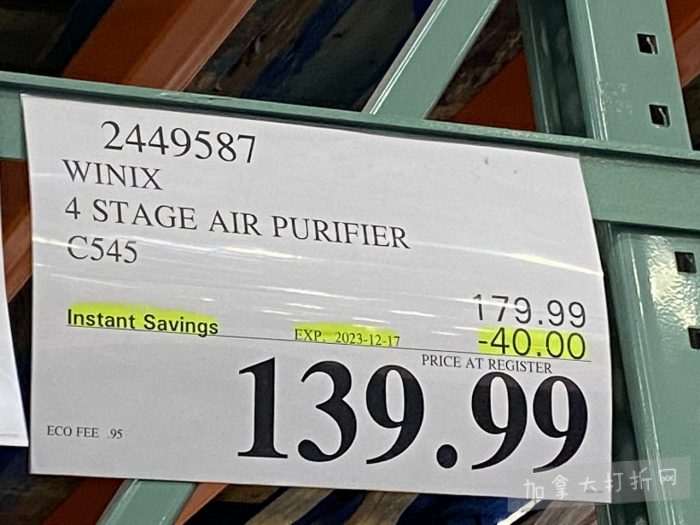 2449587
WINIX
4 STAGE AIR PURIFIER
C545
179.99
Instant Savings EXP. 2023-12-17 -40.00
PRICE AT REGISTER
139.99
ECO FEE .95
加拿大打折网